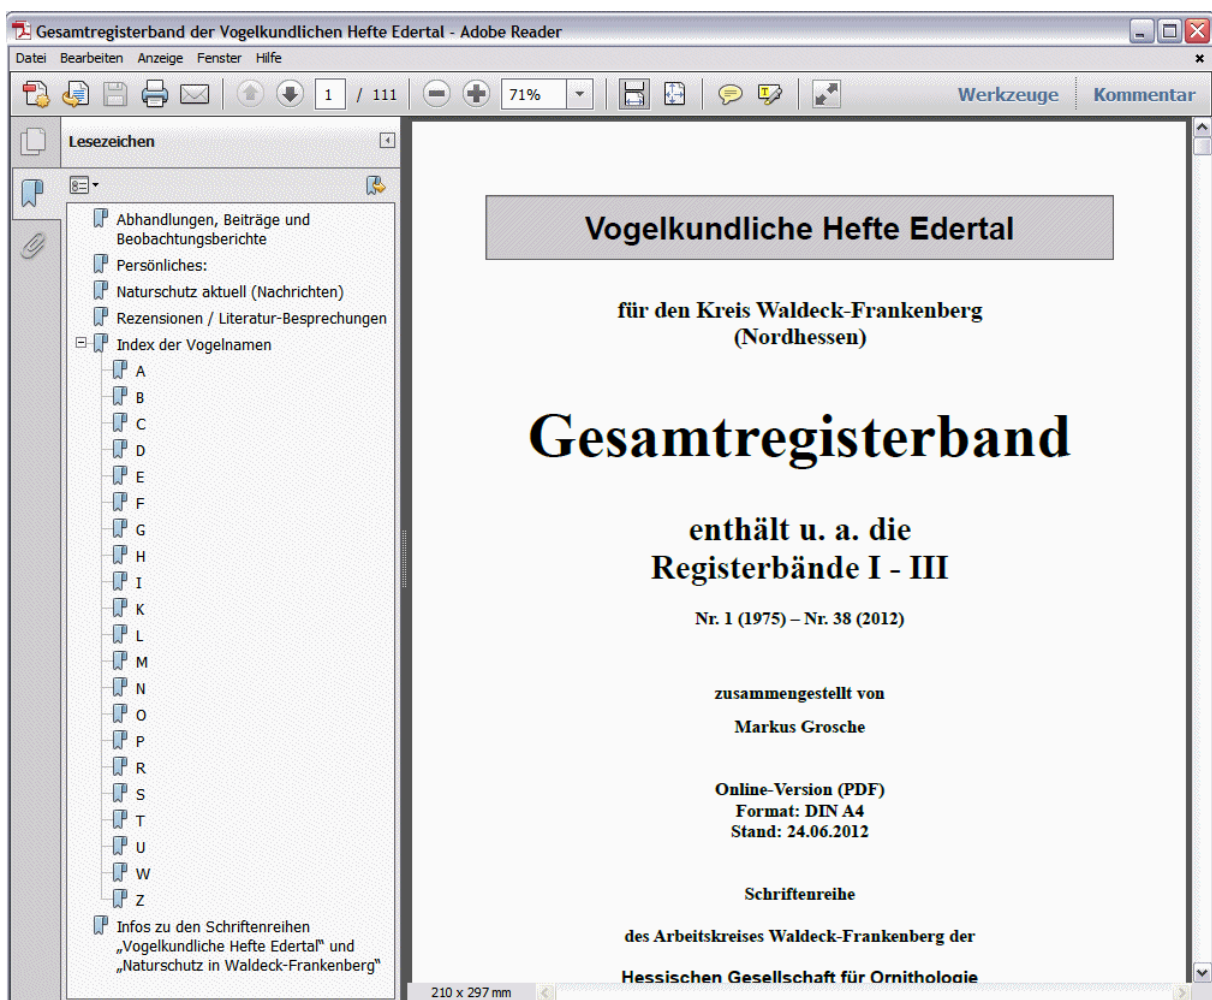 Gesamtregisterband der Vogelkundlichen Hefte Edertal - Adobe Reader
Datei Bearbeiten Anzeige Fenster Hilfe
1 / 111 71% Werkzeuge Kommentar
Lesezeichen
Abhandlungen, Beiträge und
Beobachtungsberichte
Persönliches:
Naturschutz aktuell (Nachrichten)
Rezensionen / Literatur-Besprechungen
Index der Vogelnamen
A
B
C
D
E
F
G
H
I
K
L
M
N
O
P
R
S
T
U
W
Z
Infos zu den Schriftenreihen
„Vogelkundliche Hefte Edertal" und
„Naturschutz in Waldeck-Frankenberg"
Vogelkundliche Hefte Edertal
für den Kreis Waldeck-Frankenberg
(Nordhessen)
Gesamtregisterband
enthält u. a. die
Registerbände I - III
Nr. 1 (1975) – Nr. 38 (2012)
zusammengestellt von
Markus Grosche
Online-Version (PDF)
Format: DIN A4
Stand: 24.06.2012
Schriftenreihe
des Arbeitskreises Waldeck-Frankenberg der
Hessischen Gesellschaft für Ornithologie
210 x 297 mm